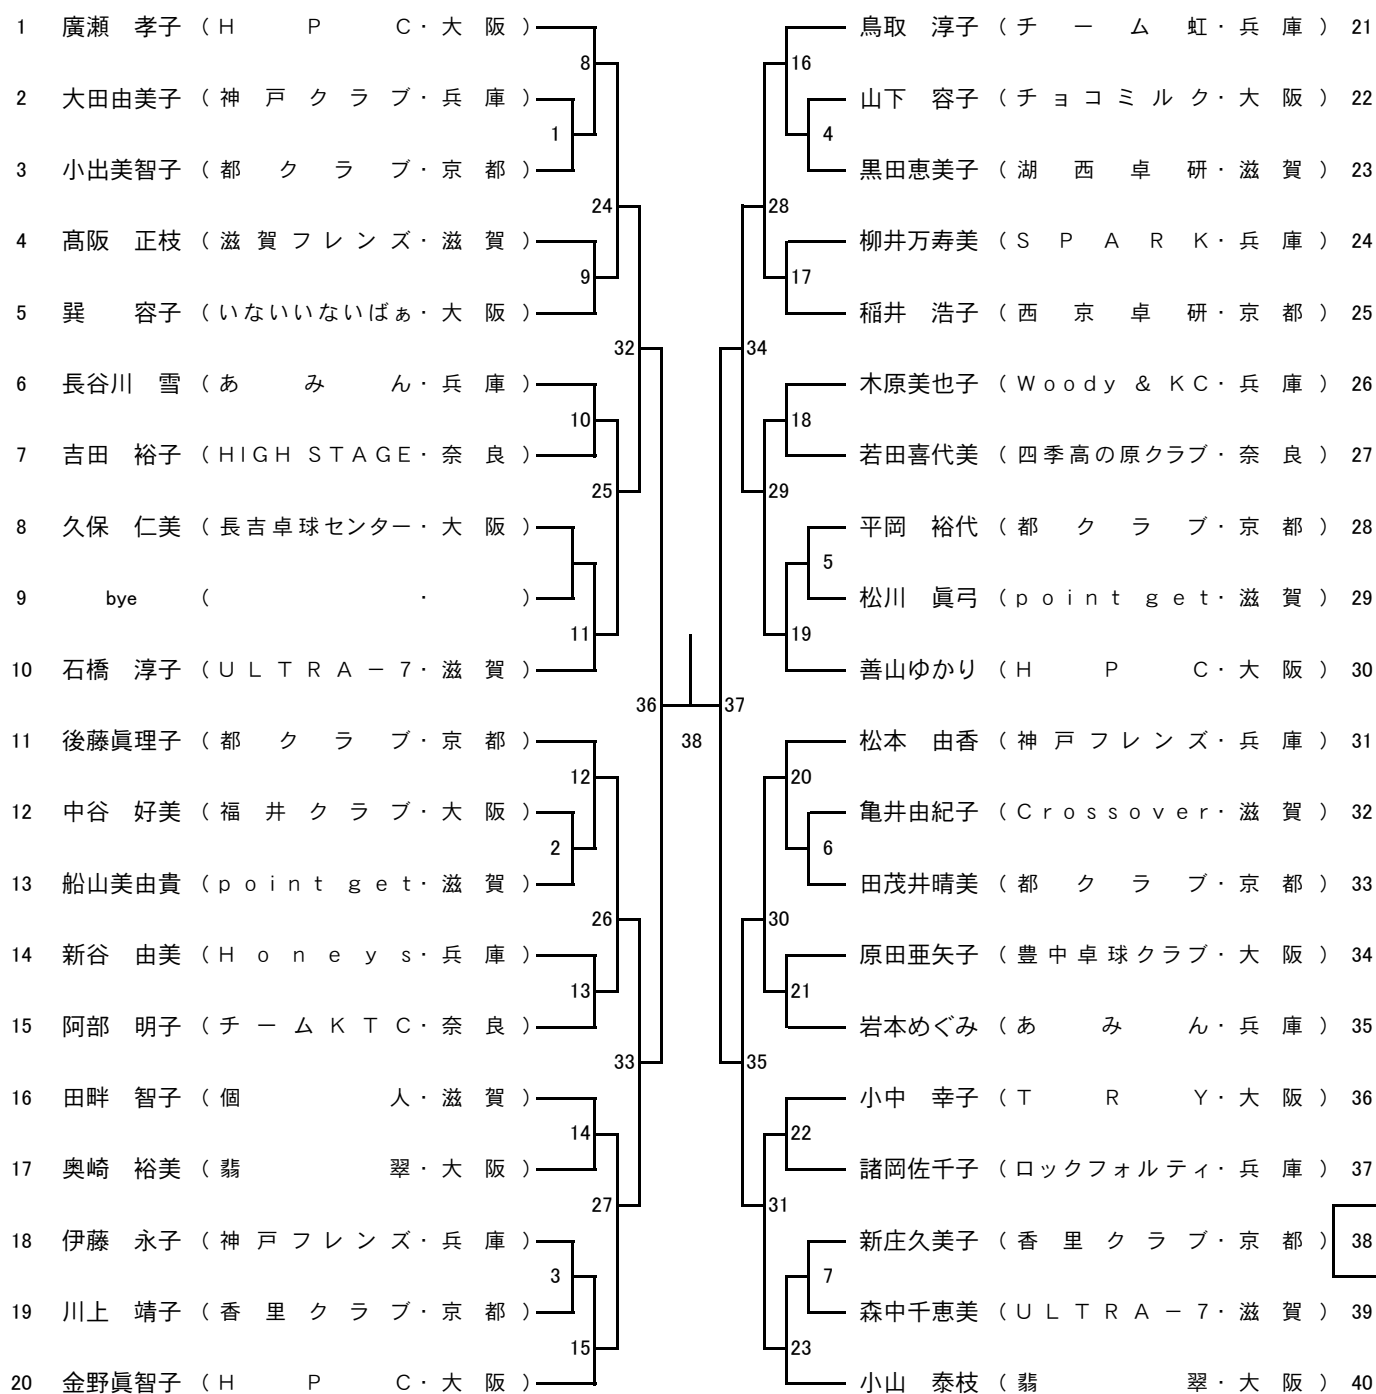 1 廣瀬 孝子 (H P C・大 阪)
2 大田由美子 (神 戸 ク ラ ブ・兵 庫)
3 小出美智子 (都 ク ラ ブ・京 都)
4 髙阪 正枝 (滋 賀 フ レ ン ズ・滋 賀)
5 巽 容子 (いないいないばぁ・大 阪)
6 長谷川 雪 (あ み ん・兵 庫)
7 吉田 裕子 (HIGH STAGE・奈 良)
8 久保 仁美 (長吉卓球センター・大 阪)
9 bye ( ・ )
10 石橋 淳子 (U L T R A - 7・滋 賀)
11 後藤眞理子 (都 ク ラ ブ・京 都)
12 中谷 好美 (福 井 ク ラ ブ・大 阪)
13 船山美由貴 (p o i n t g e t・滋 賀)
14 新谷 由美 (H o n e y s・兵 庫)
15 阿部 明子 (チ ー ム K T C・奈 良)
16 田畔 智子 (個 人・滋 賀)
17 奥崎 裕美 (翡 翠・大 阪)
18 伊藤 永子 (神 戸 フ レ ン ズ・兵 庫)
19 川上 靖子 (香 里 ク ラ ブ・京 都)
20 金野眞智子 (H P C・大 阪)
8
1
24
9
32
10
25
11
36
12
2
26
13
33
14
27
3
15
38
37
16
4
28
17
34
18
29
5
19
20
6
30
21
35
22
31
7
23
鳥取 淳子 (チ ー ム 虹・兵 庫) 21
山下 容子 (チ ョ コ ミ ル ク・大 阪) 22
黒田恵美子 (湖 西 卓 研・滋 賀) 23
柳井万寿美 (S P A R K・兵 庫) 24
稲井 浩子 (西 京 卓 研・京 都) 25
木原美也子 (W o o d y & K C・兵 庫) 26
若田喜代美 (四季高の原クラブ・奈 良) 27
平岡 裕代 (都 ク ラ ブ・京 都) 28
松川 眞弓 (p o i n t g e t・滋 賀) 29
善山ゆかり (H P C・大 阪) 30
松本 由香 (神 戸 フ レ ン ズ・兵 庫) 31
亀井由紀子 (C r o s s o v e r・滋 賀) 32
田茂井晴美 (都 ク ラ ブ・京 都) 33
原田亜矢子 (豊 中 卓 球 ク ラ ブ・大 阪) 34
岩本めぐみ (あ み ん・兵 庫) 35
小中 幸子 (T R Y・大 阪) 36
諸岡佐千子 (ロックフォルティ・兵 庫) 37
新庄久美子 (香 里 ク ラ ブ・京 都) 38
森中千恵美 (U L T R A - 7・滋 賀) 39
小山 泰枝 (翡 翠・大 阪) 40